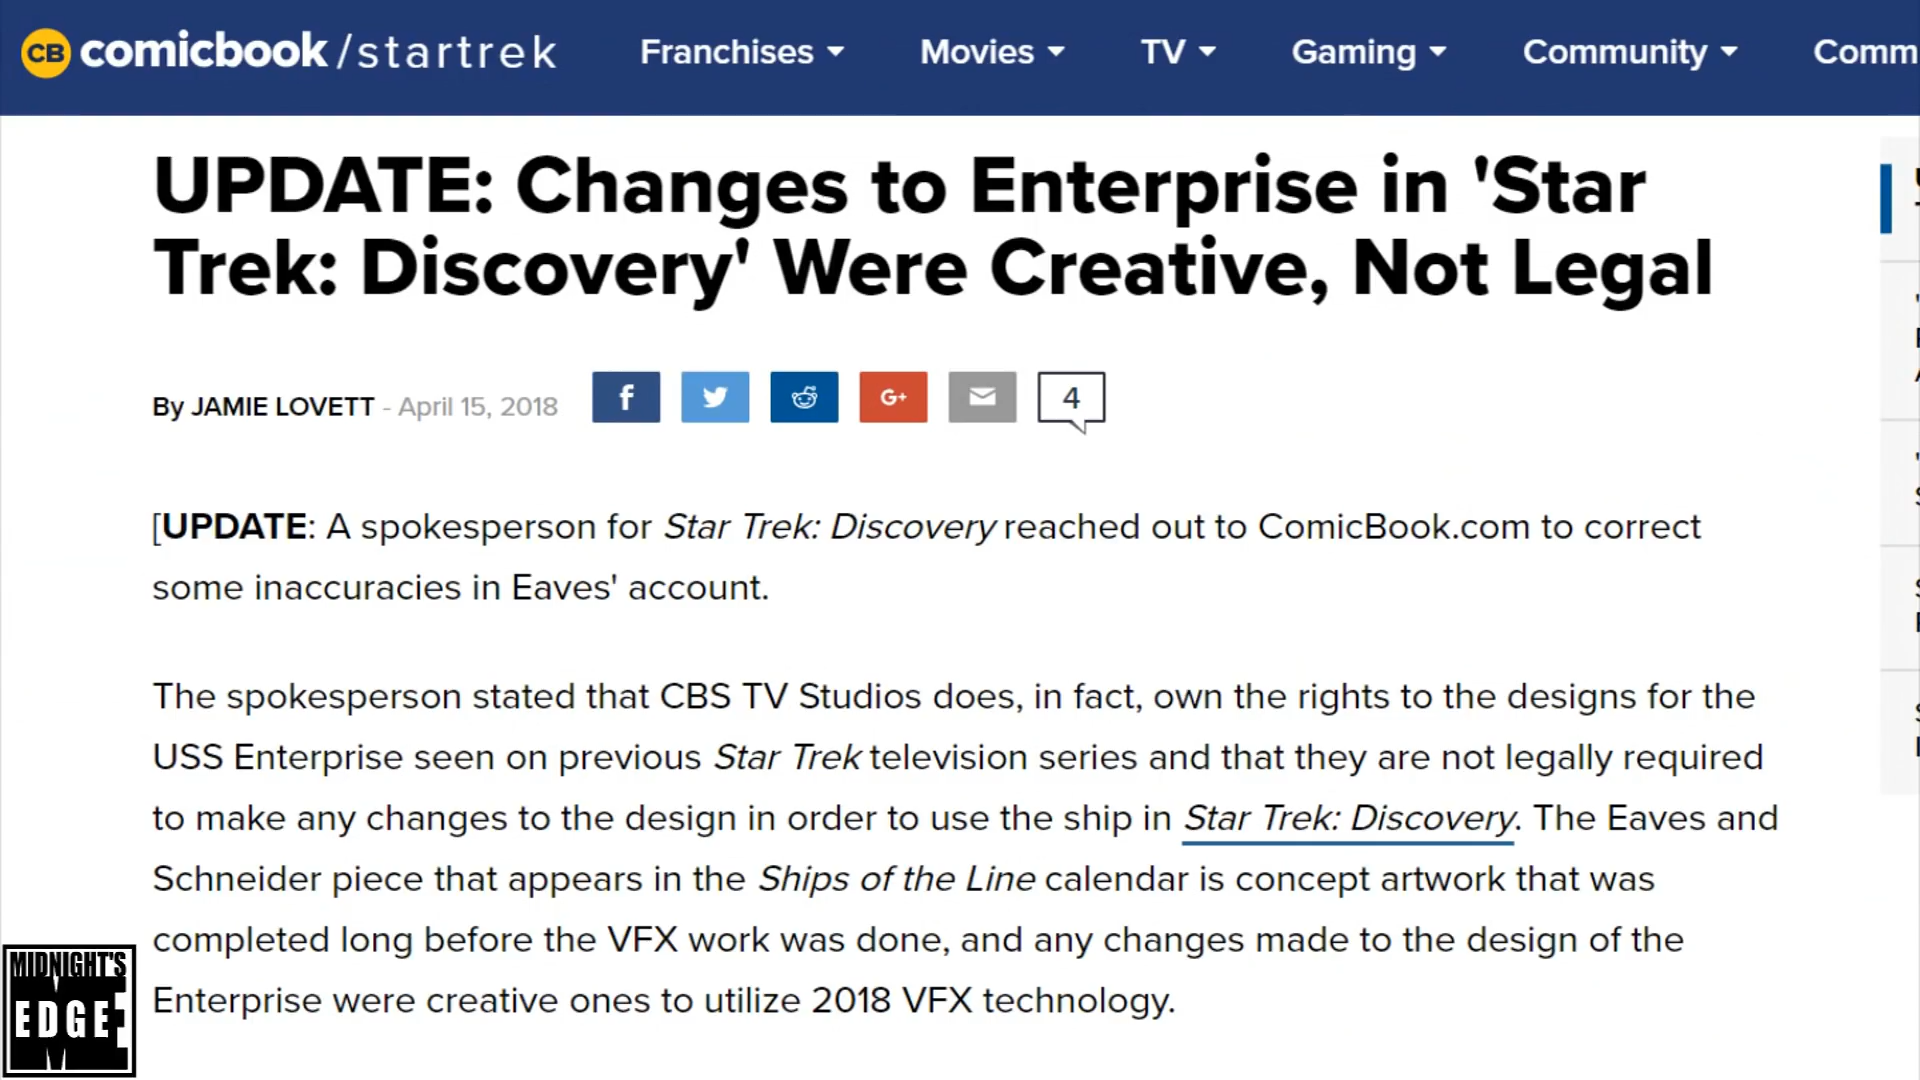 CB comicbook/startrek Franchises Movies TV Gaming Community Comm
UPDATE: Changes to Enterprise in 'Star
Trek: Discovery' Were Creative, Not Legal
By JAMIE LOVETT - April 15, 2018 f G+ 4
[UPDATE: A spokesperson for Star Trek: Discovery reached out to ComicBook.com to correct
some inaccuracies in Eaves' account.
The spokesperson stated that CBS TV Studios does, in fact, own the rights to the designs for the
USS Enterprise seen on previous Star Trek television series and that they are not legally required
to make any changes to the design in order to use the ship in Star Trek: Discovery. The Eaves and
Schneider piece that appears in the Ships of the Line calendar is concept artwork that was
completed long before the VFX work was done, and any changes made to the design of the
Enterprise were creative ones to utilize 2018 VFX technology.
MIDNIGHT'S
EDGE